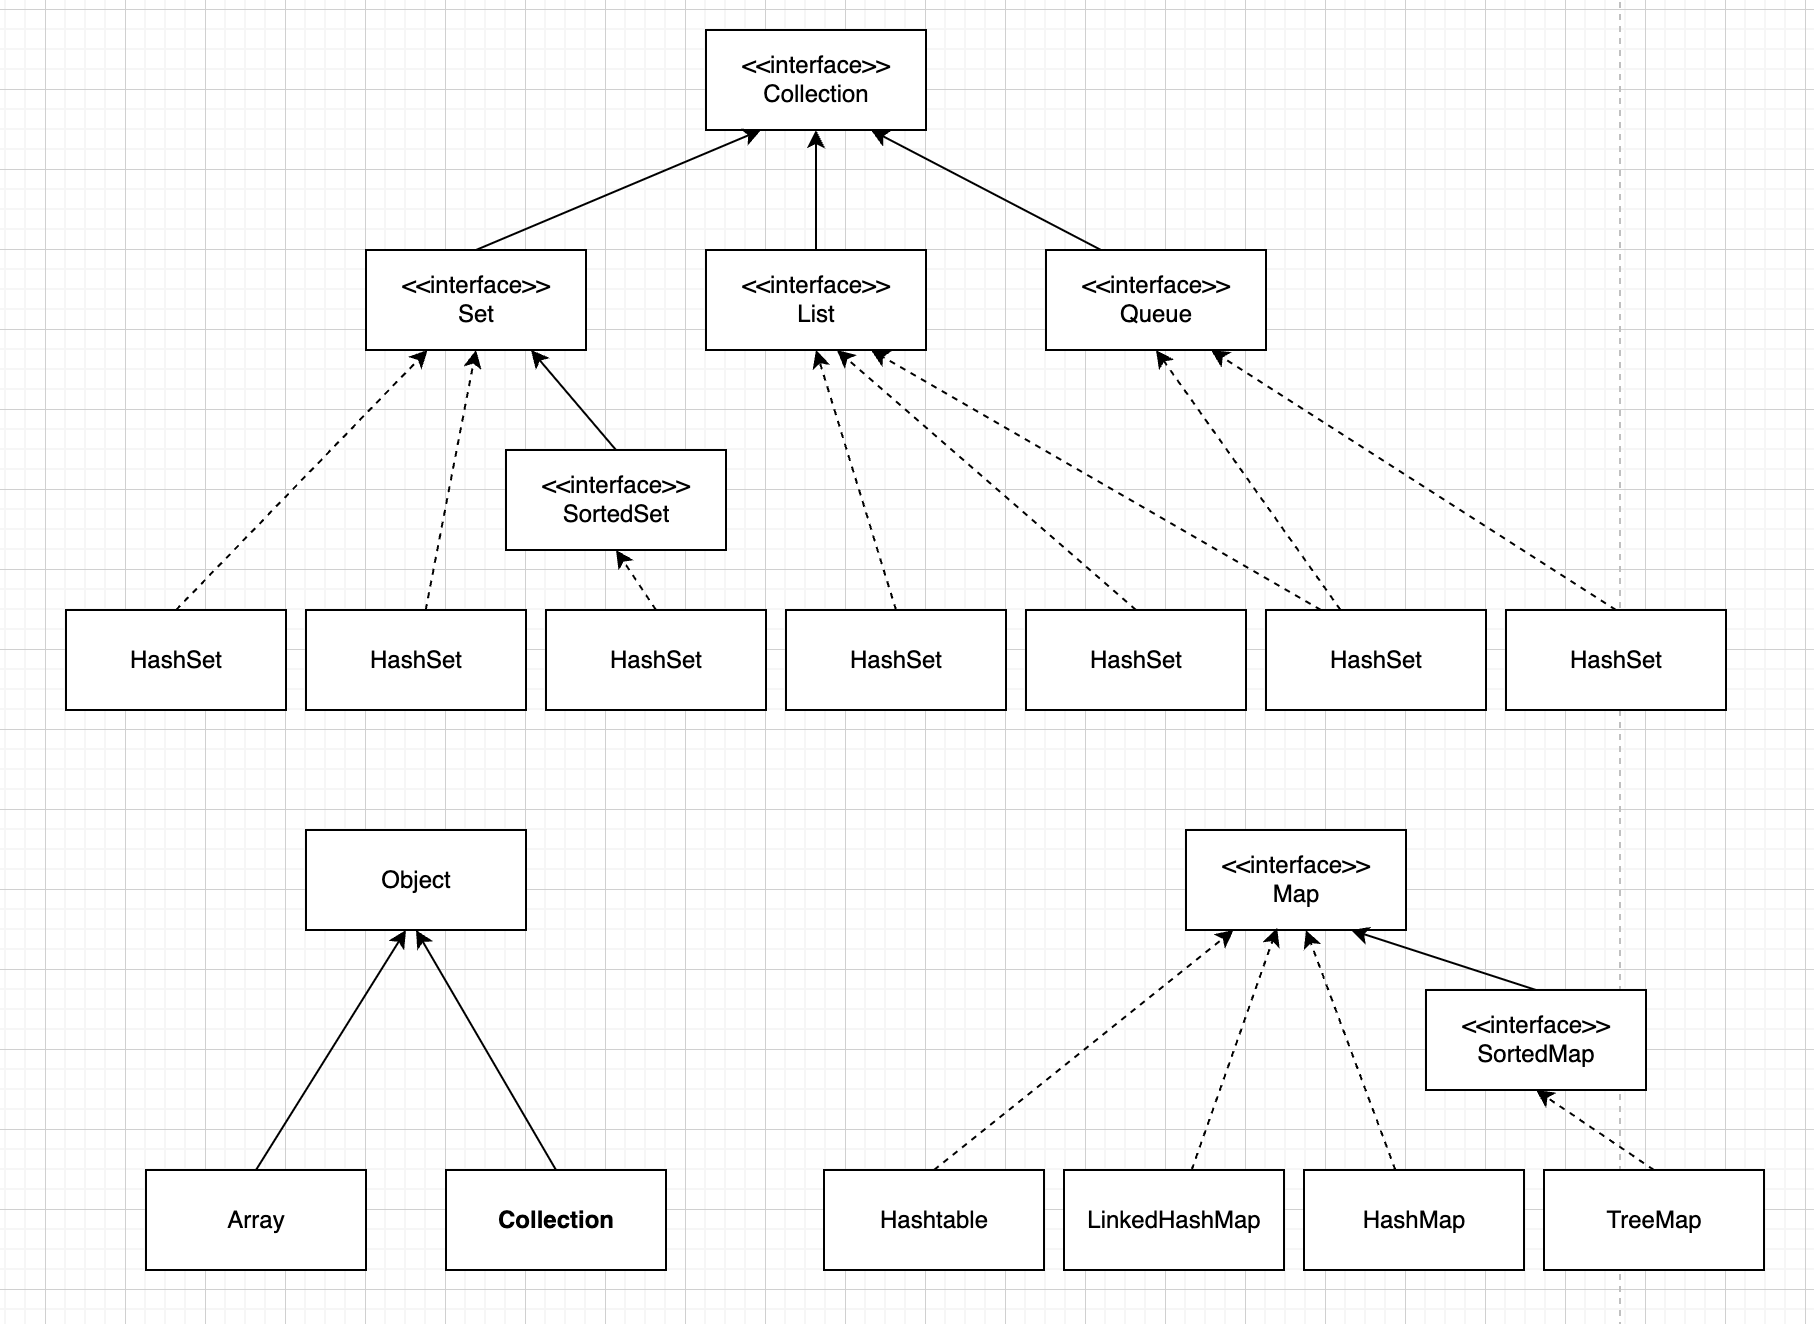 <<interface>>
Collection
<<interface>>
Set
<<interface>>
List
<<interface>>
Queue
<<interface>>
SortedSet
HashSet
HashSet
HashSet
HashSet
HashSet
HashSet
HashSet
Object
<<interface>>
Map
<<interface>>
SortedMap
Array
Collection
Hashtable
LinkedHashMap
HashMap
TreeMap